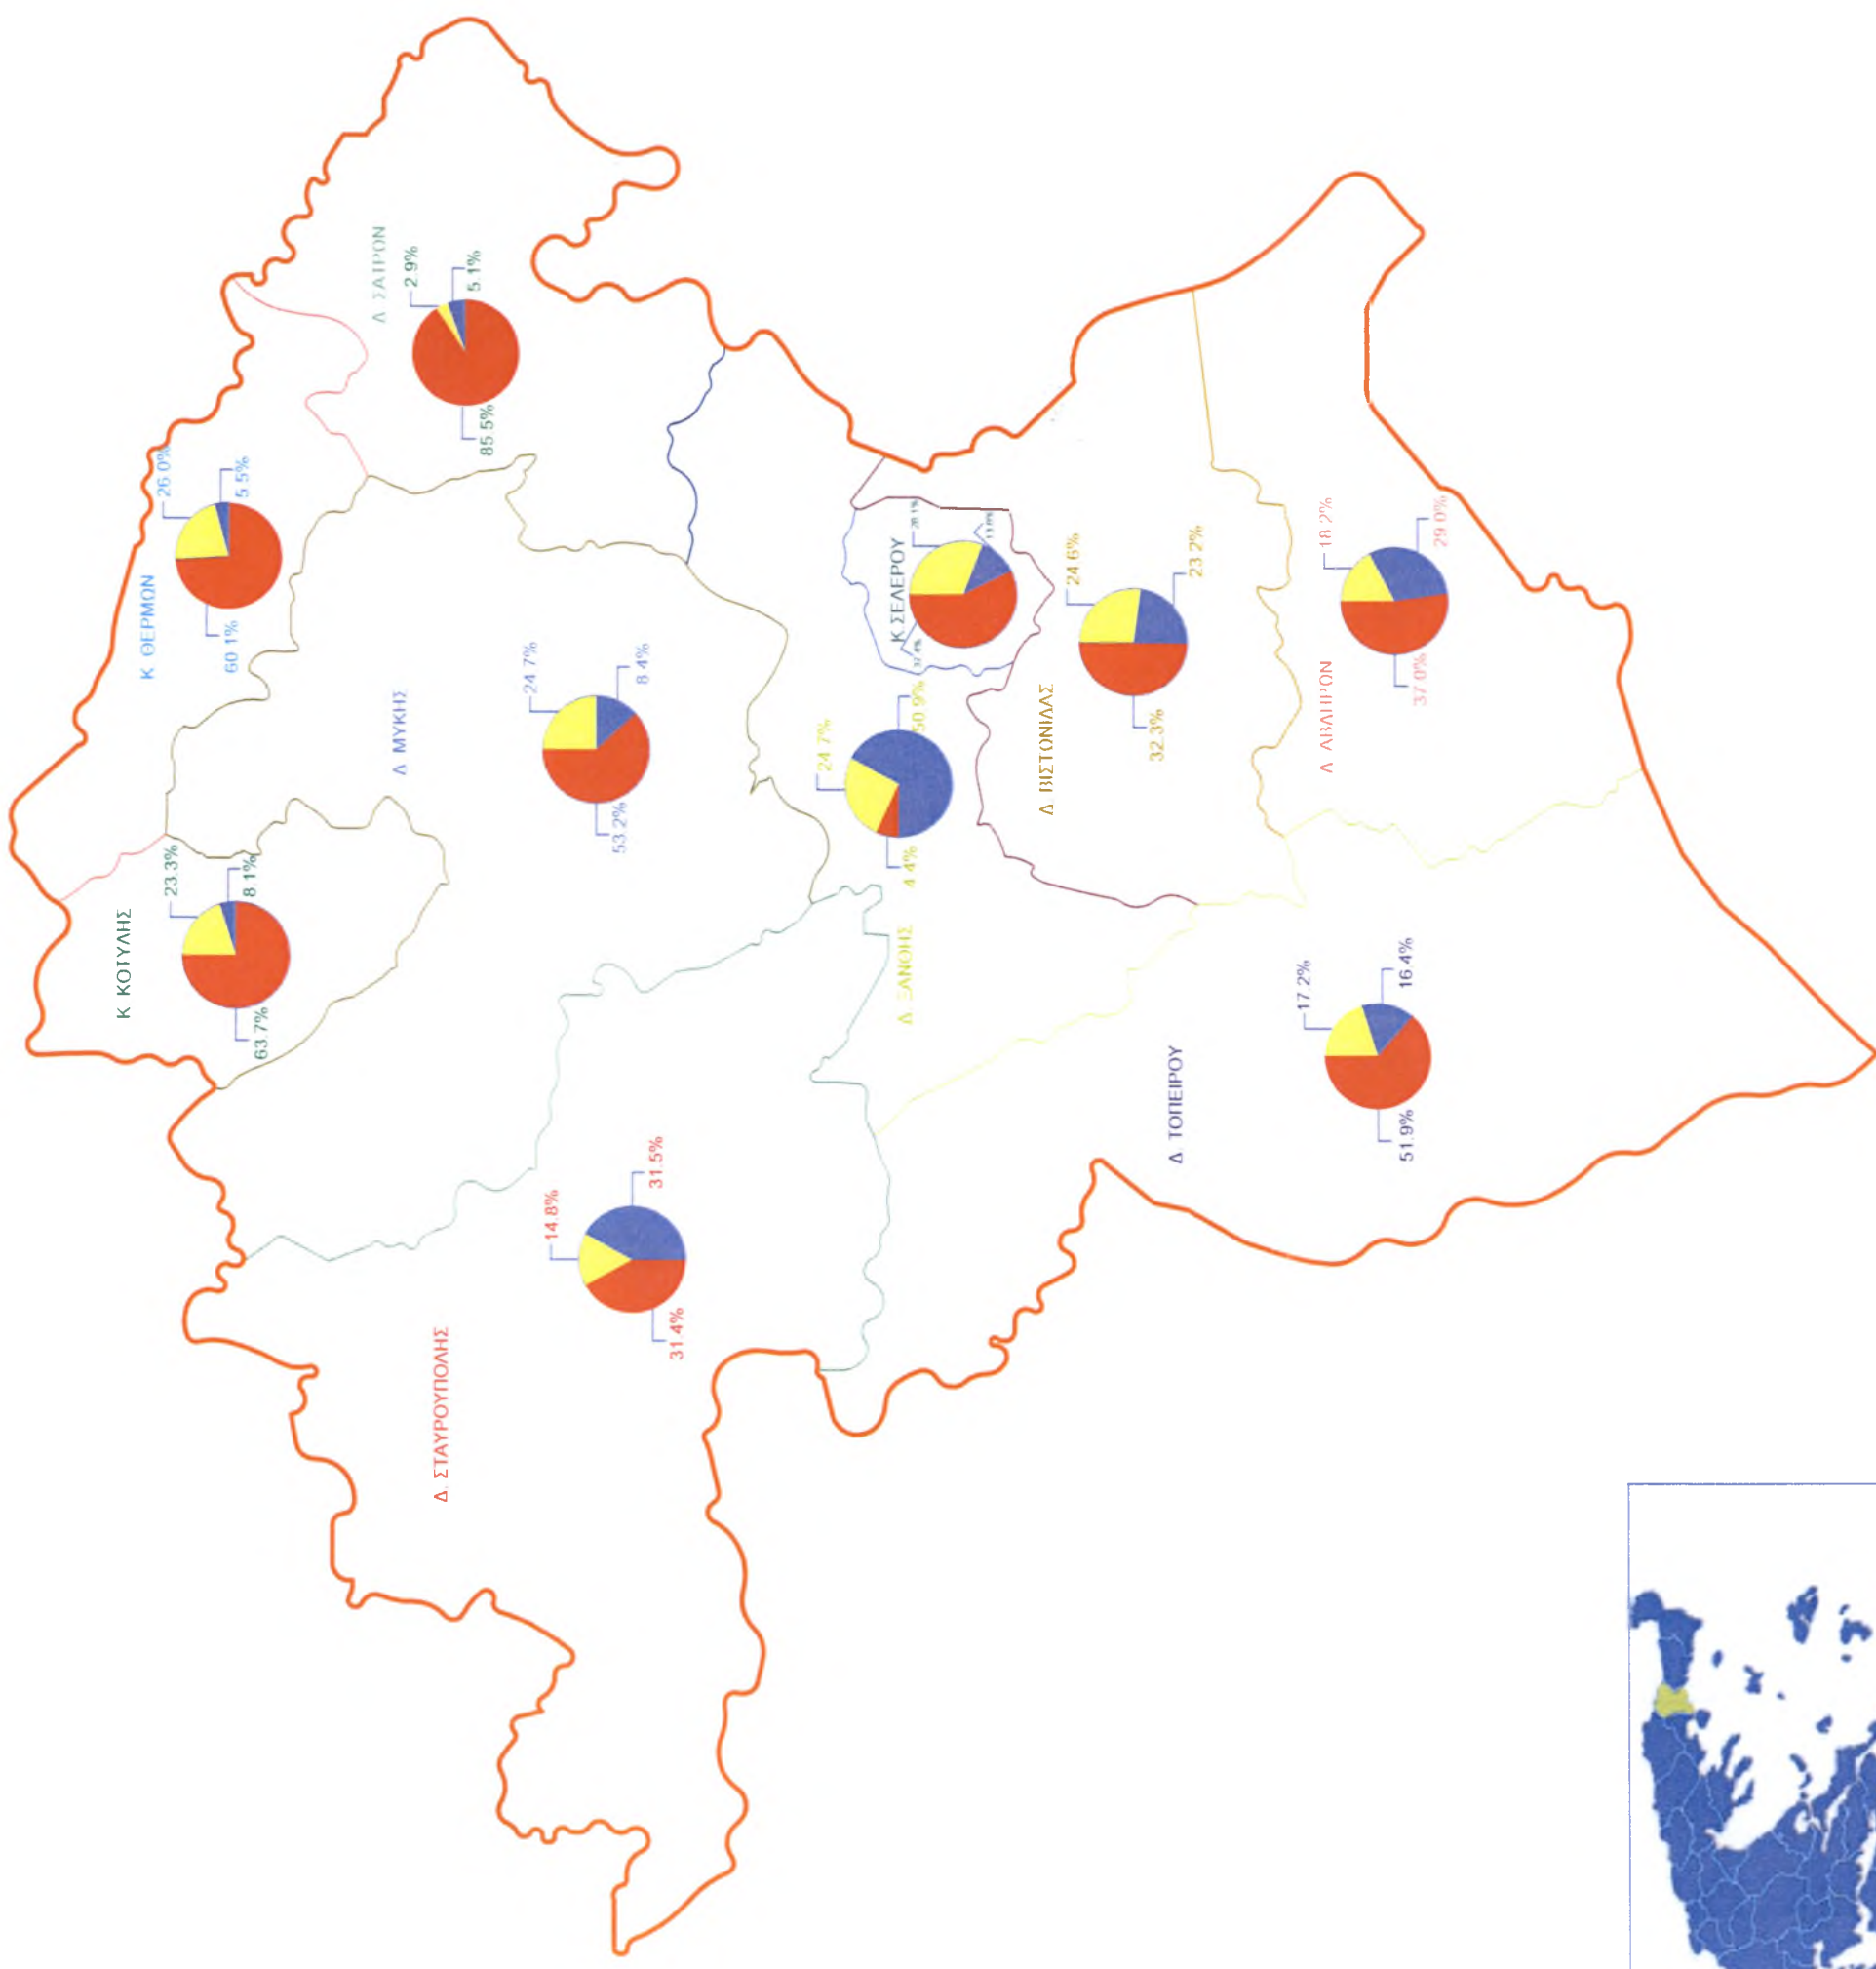 Δ ΣΑΤΡΩΝ
2.9%
5.1%
85.5%
Κ ΘΕΡΜΩΝ
26.0%
5.5%
60.1%
Κ ΚΟΤΥΛΗΣ
23.3%
8.1%
63.7%
Δ ΜΥΚΗΣ
24.7%
8.4%
53.2%
Κ ΣΕΛΕΡΟΥ
24.7%
50.9%
4.4%
Δ. ΞΑΝΘΗΣ
Δ ΒΙΣΤΩΝΙΔΑΣ
24.6%
23.2%
32.3%
Δ ΑΒΔΗΡΩΝ
18.2%
29.0%
37.0%
Δ. ΣΤΑΥΡΟΥΠΟΛΗΣ
14.8%
31.5%
31.4%
Δ. ΤΟΠΕΙΡΟΥ
17.2%
16.4%
51.9%